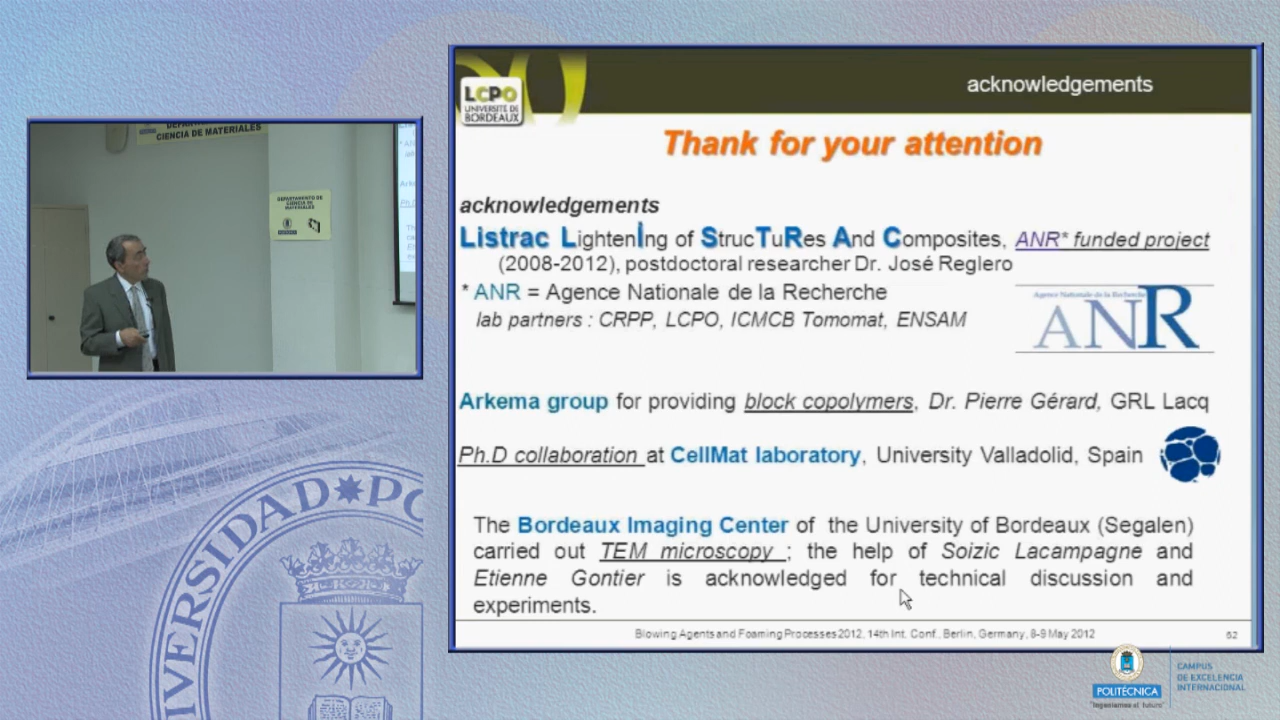 CIENCIA DE MATERIALES
DEPARTAMENTO DE
CIENCIA DE
MATERIALES
LCPO
UNIVERSITÉ DE
BORDEAUX
acknowledgements
Thank for your attention
acknowledgements
Listrac LightenIng of StrucTuRes And Composites, ANR* funded project
(2008-2012), postdoctoral researcher Dr. José Reglero
* ANR = Agence Nationale de la Recherche
lab partners : CRPP, LCPO, ICMCB Tomomat, ENSAM
Agence Nationale de la Recherche
ANR
Arkema group for providing block copolymers, Dr. Pierre Gérard, GRL Lacq
Ph.D collaboration at CellMat laboratory, University Valladolid, Spain
The Bordeaux Imaging Center of the University of Bordeaux (Segalen)
carried out TEM microscopy ; the help of Soizic Lacampagne and
Etienne Gontier is acknowledged for technical discussion and
experiments.
Blowing Agents and Foaming Processes 2012, 14th Int. Conf., Berlin, Germany, 8-9 May 2012
62
UNIVERSIDAD PO
POLITÉCNICA
"Ingeniamos el futuro"
CAMPUS
DE EXCELENCIA
INTERNACIONAL